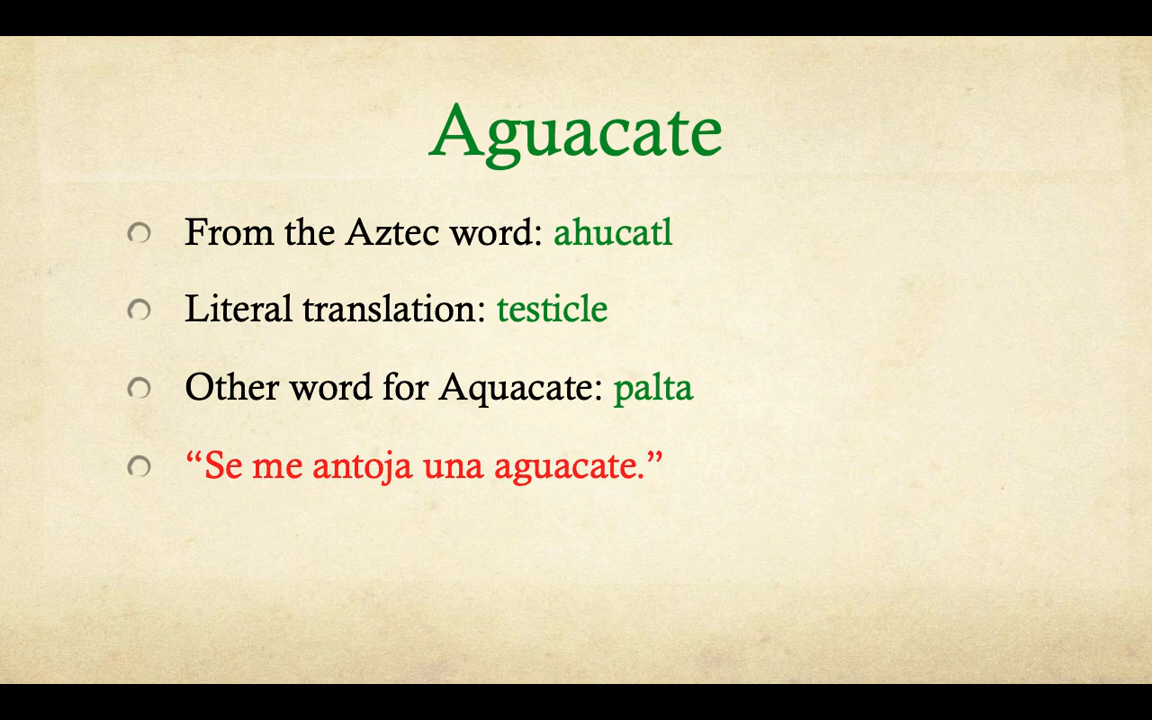 Aguacate
From the Aztec word: ahucatl
Literal translation: testicle
Other word for Aquacate: palta
“Se me antoja una aguacate.”